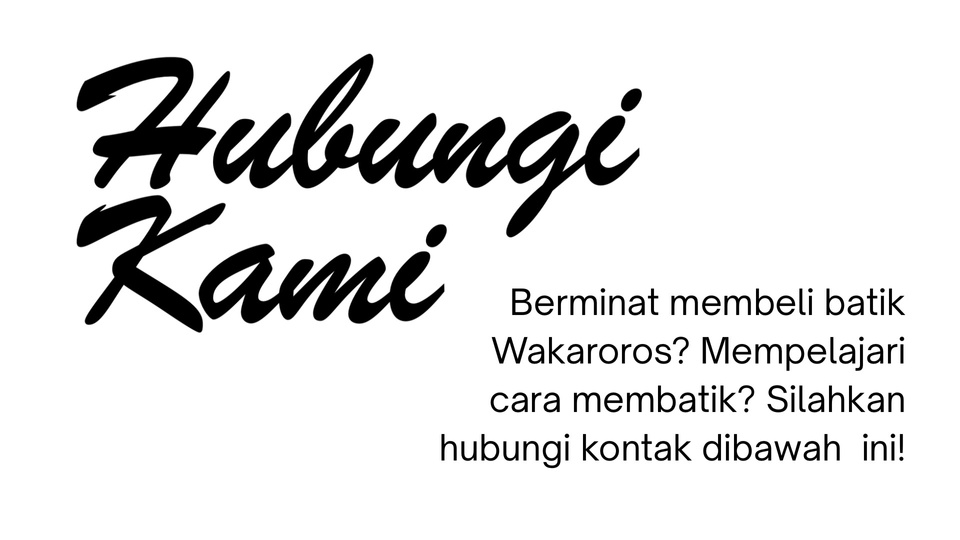 Hubungi
Kami
Berminat membeli batik
Wakaroros? Mempelajari
cara membatik? Silahkan
hubungi kontak dibawah  ini!